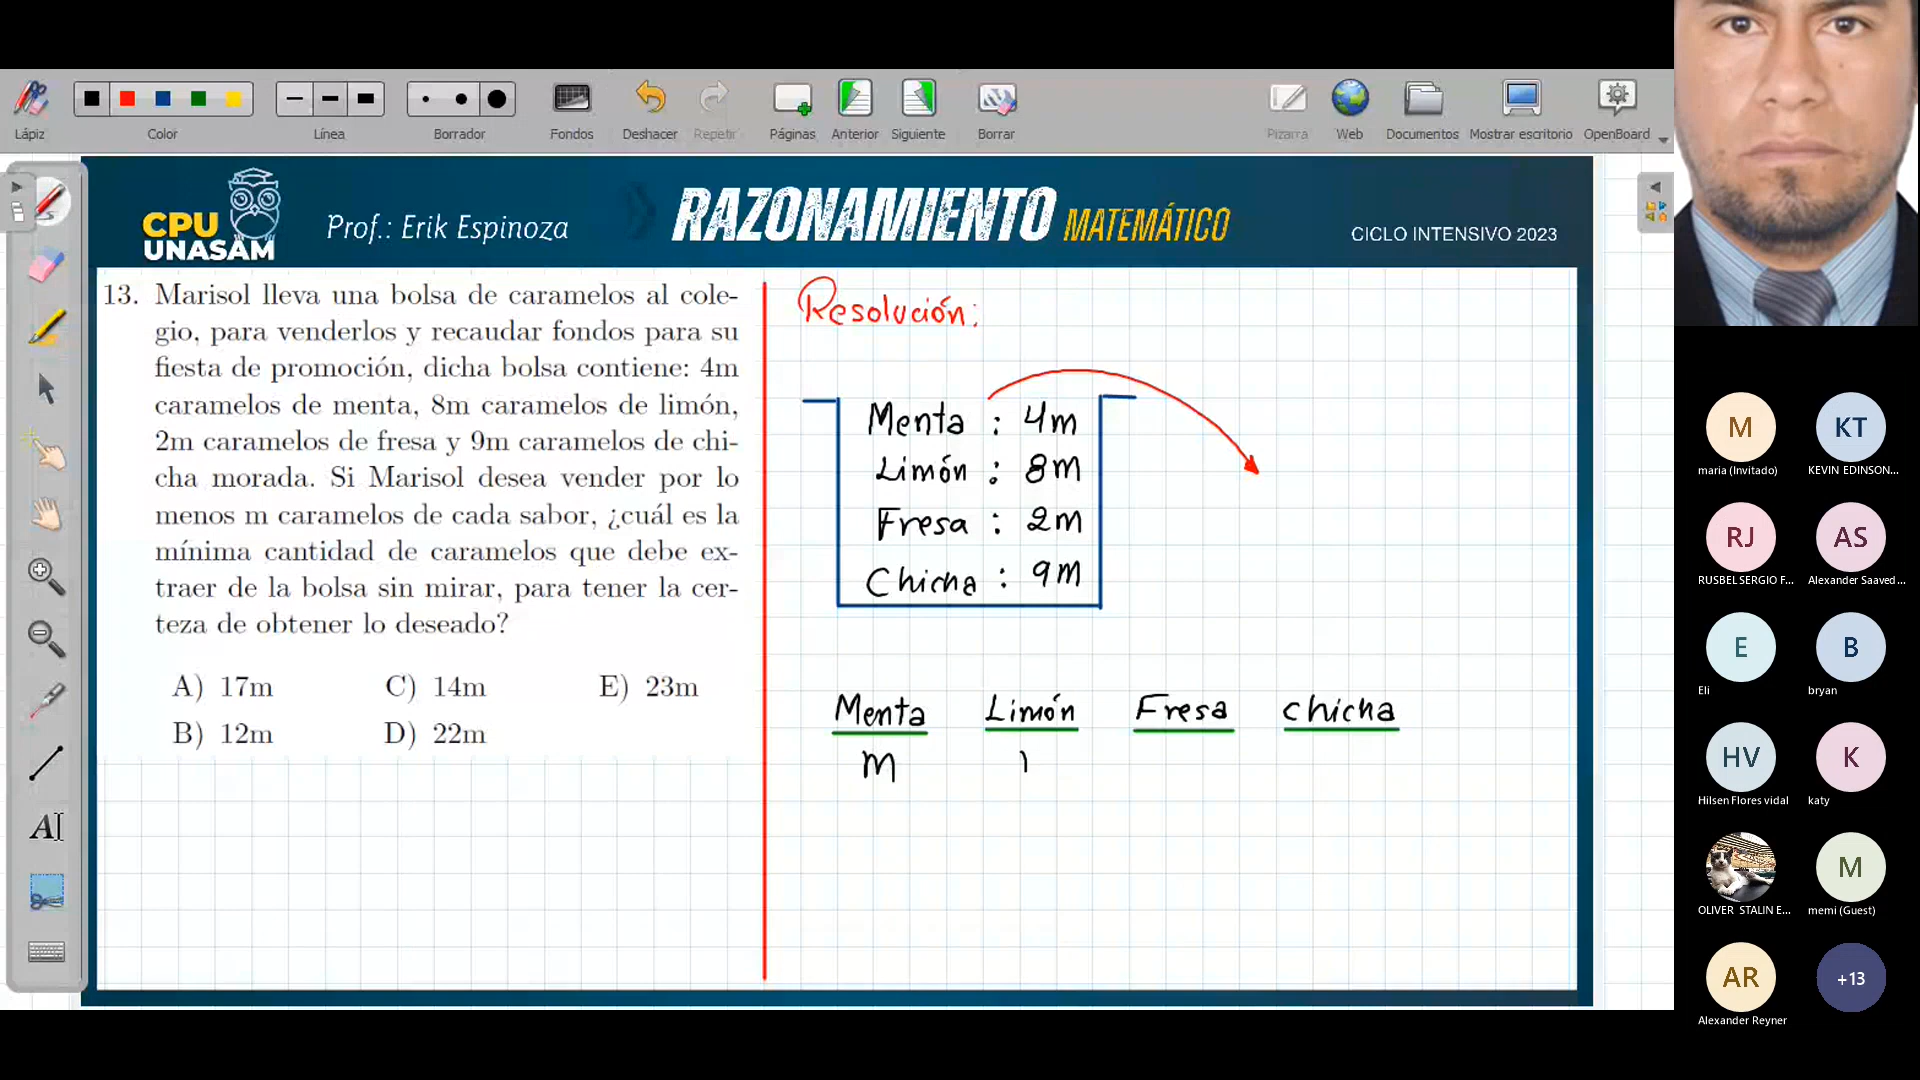 Lápiz
Color
Línea
Borrador
Fondos
Deshacer
Repetir
Páginas
Anterior
Siguiente
Borrar
Pizarra
Web
Documentos
Mostrar escritorio
OpenBoard
CPU
UNASAM
Prof.: Erik Espinoza
RAZONAMIENTO MATEMÁTICO
CICLO INTENSIVO 2023
13. Marisol lleva una bolsa de caramelos al cole-
gio, para venderlos y recaudar fondos para su
fiesta de promoción, dicha bolsa contiene: 4m
caramelos de menta, 8m caramelos de limón,
2m caramelos de fresa y 9m caramelos de chi-
cha morada. Si Marisol desea vender por lo
menos m caramelos de cada sabor, ¿cuál es la
mínima cantidad de caramelos que debe ex-
traer de la bolsa sin mirar, para tener la cer-
teza de obtener lo deseado?
A) 17m C) 14m E) 23m
B) 12m D) 22m
Resolución:
Menta : 4m
Limón : 8m
Fresa : 2m
Chicha : 9m
Menta Limón Fresa chicha
m
A
M KT
maria (Invitado) KEVIN EDINSON...
RJ AS
RUSBEL SERGIO F... Alexander Saaved...
E B
Eli bryan
HV K
Hilsen Flores vidal katy
M
OLIVER STALIN E... memi (Guest)
AR +13
Alexander Reyner